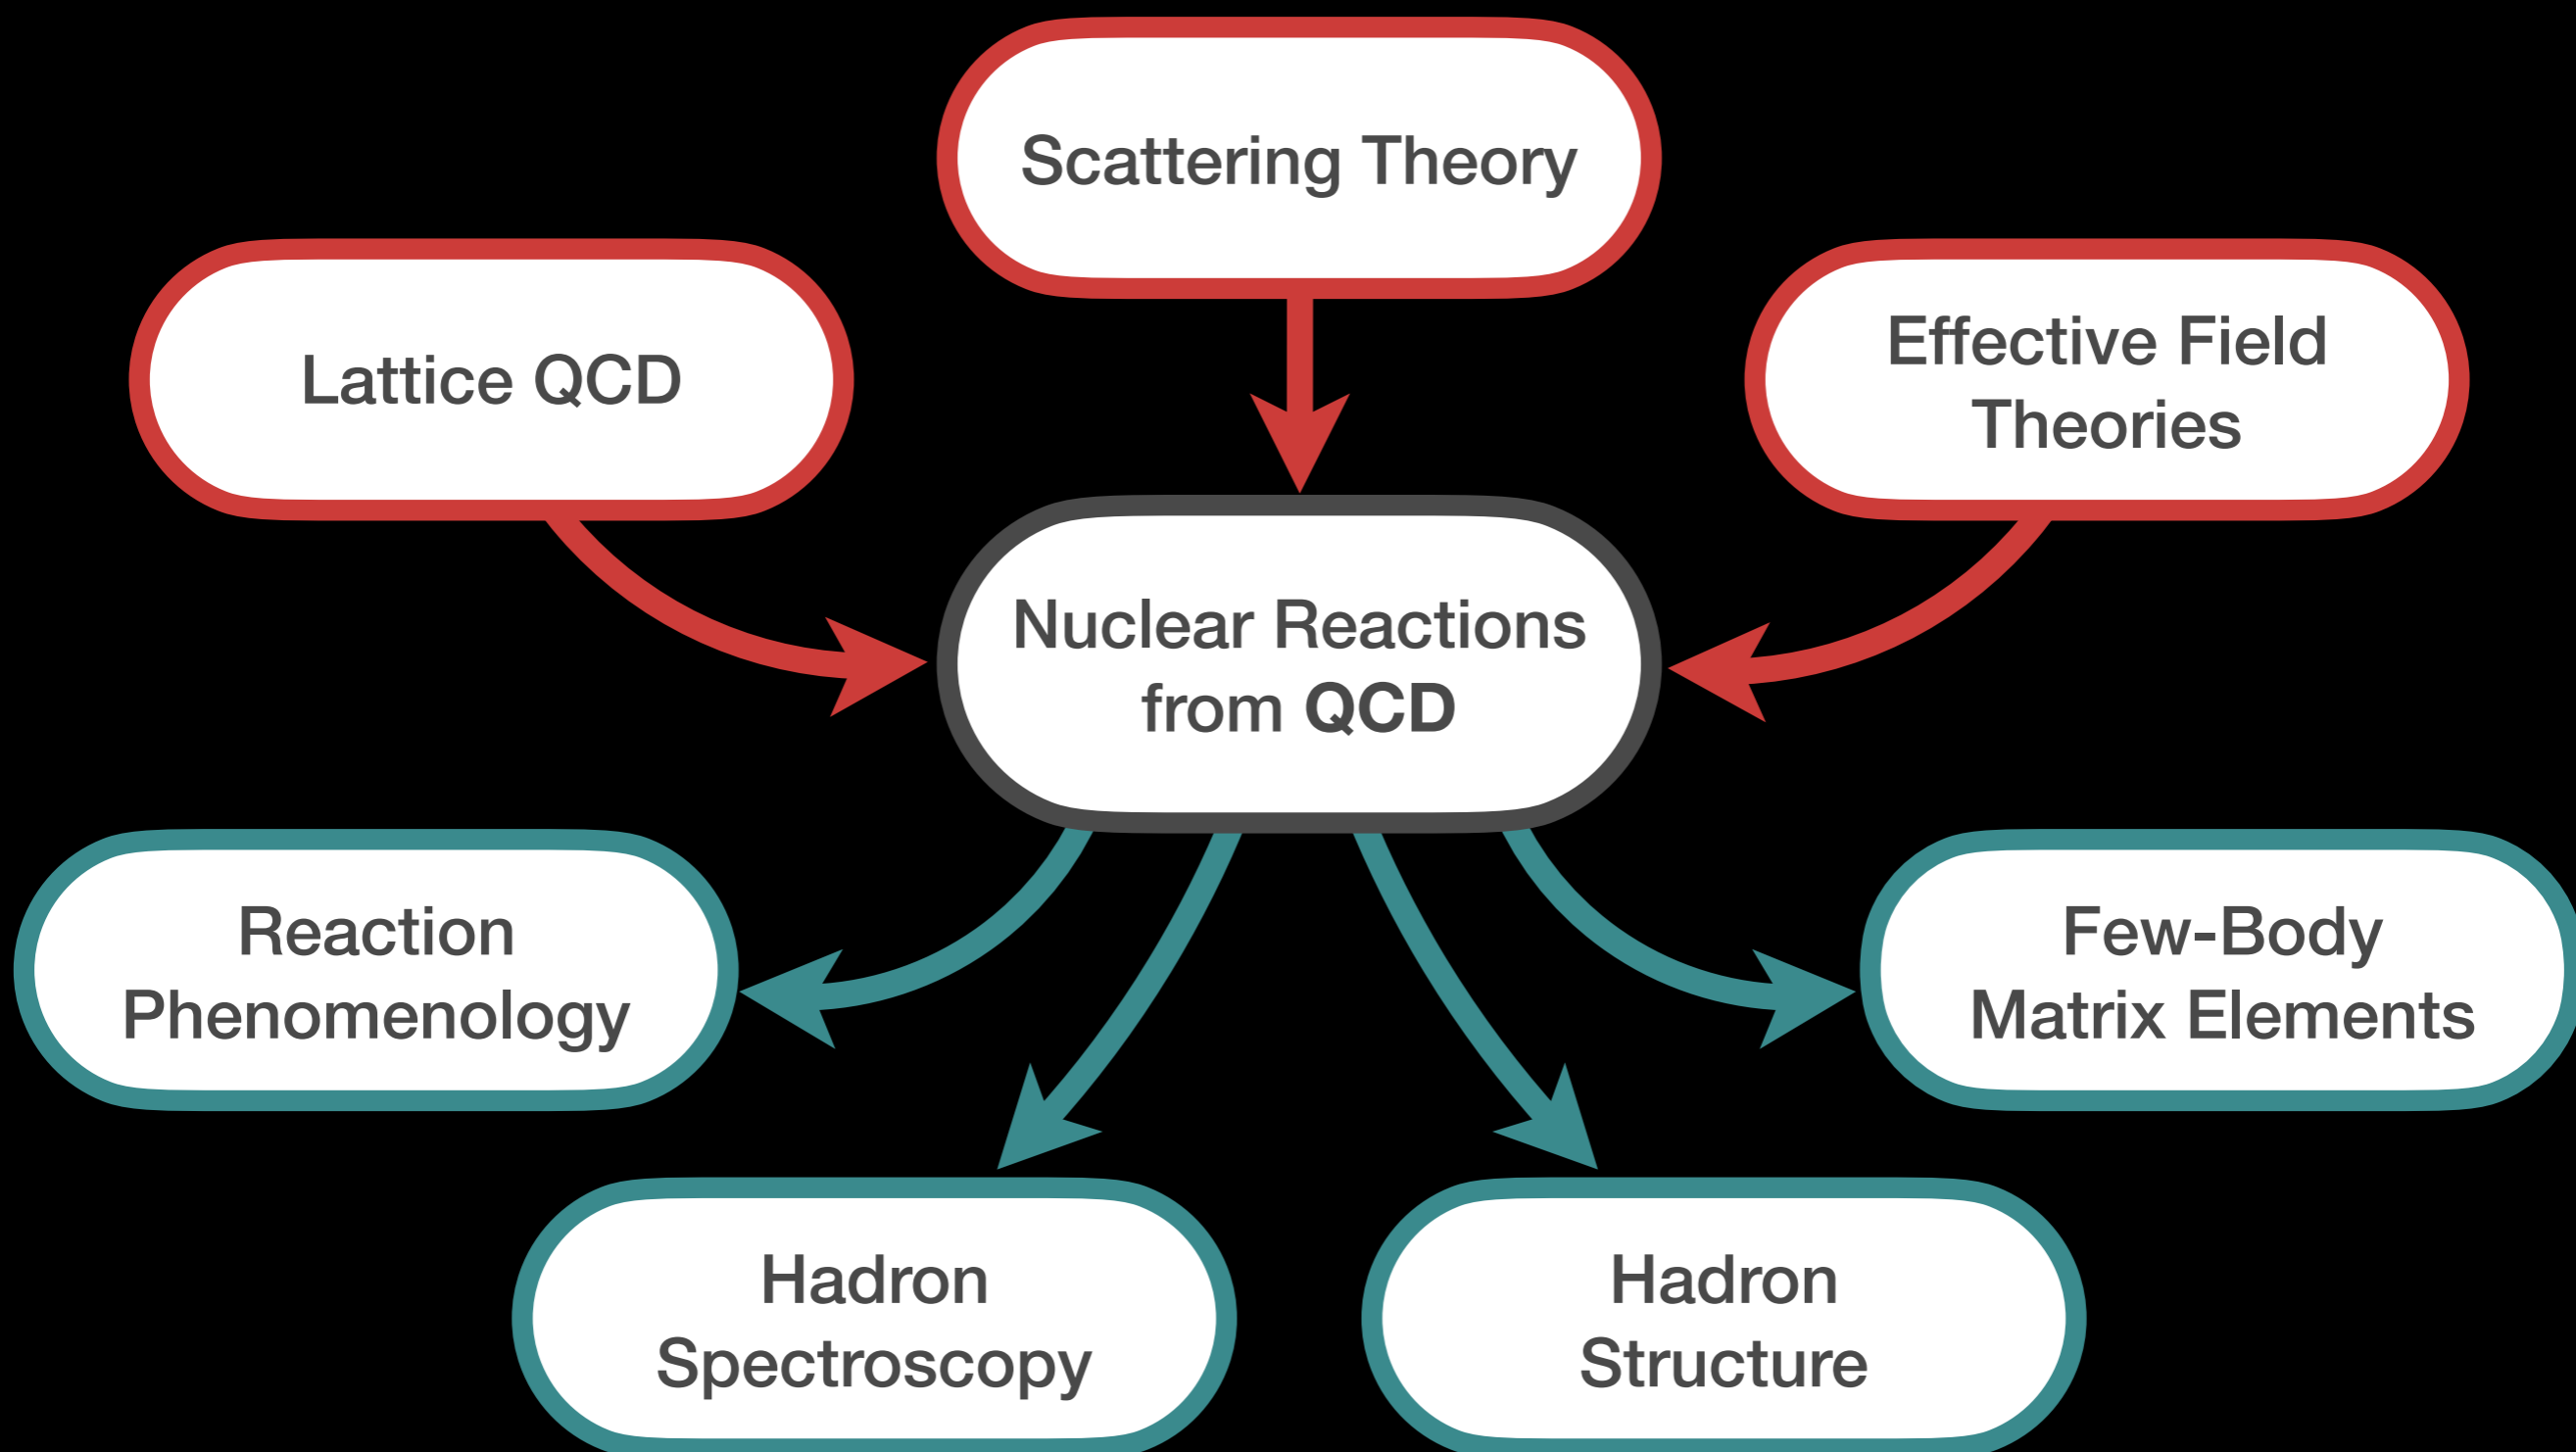 Scattering Theory
Lattice QCD
Effective Field
Theories
Nuclear Reactions
from QCD
Reaction
Phenomenology
Few-Body
Matrix Elements
Hadron
Spectroscopy
Hadron
Structure